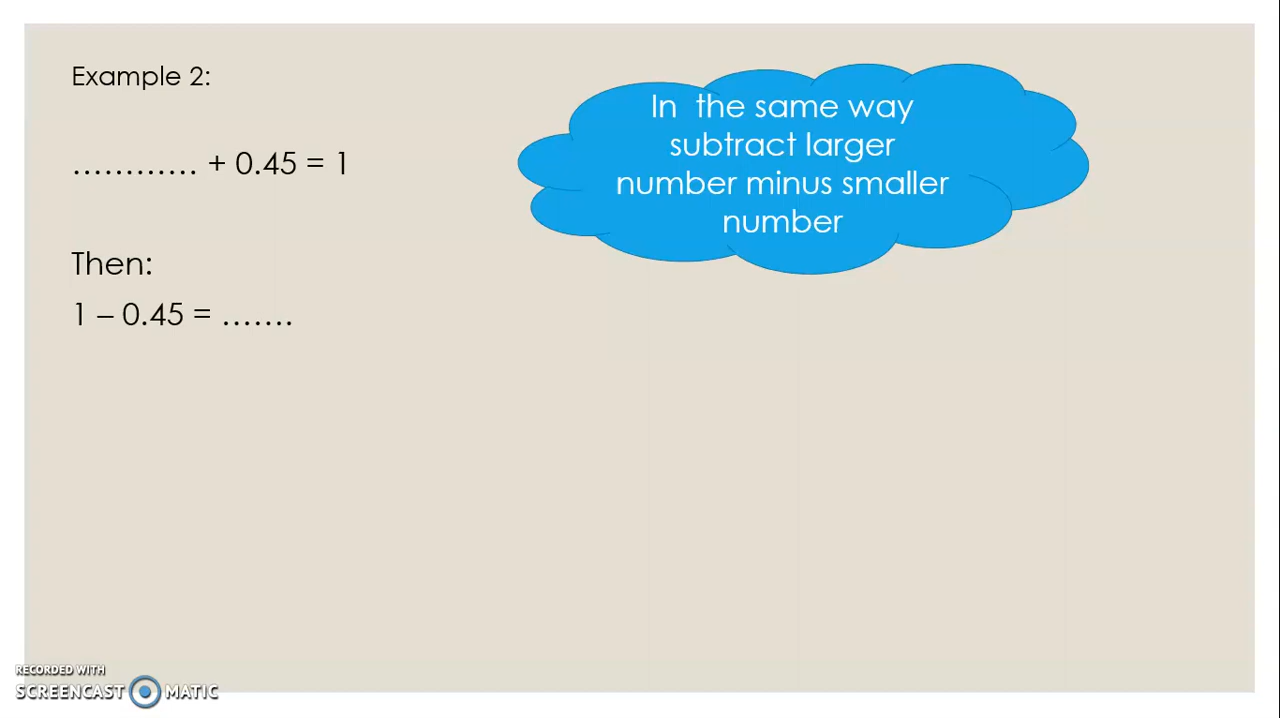 Example 2:
In the same way
subtract larger
number minus smaller
number
………… + 0.45 = 1
Then:
1 – 0.45 = …….
RECORDED WITH
SCREENCAST MATIC